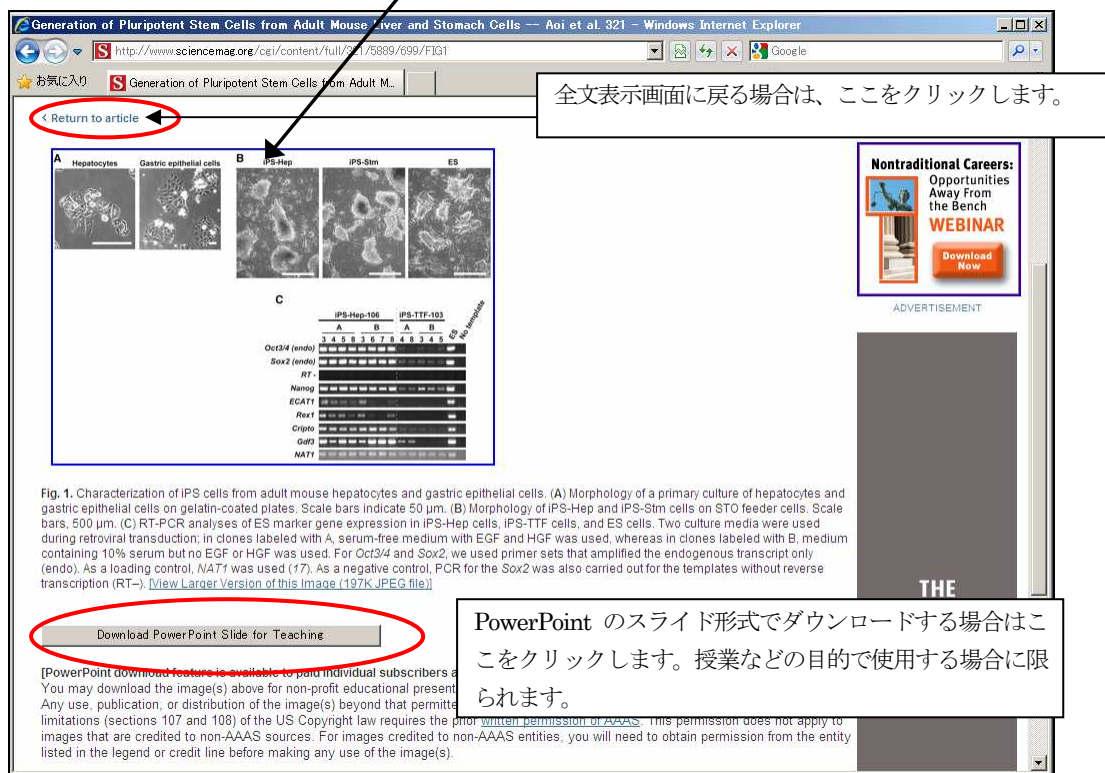 Generation of Pluripotent Stem Cells from Adult Mouse Liver and Stomach Cells -- Aoi et al. 321 - Windows Internet Explorer
http://www.sciencemag.org/cgi/content/full/321/5889/699/FIG1
Google
お気に入り
Generation of Pluripotent Stem Cells from Adult M...
全文表示画面に戻る場合は、ここをクリックします。
< Return to article
A Hepatocytes Gastric epithelial cells B iPS-Hep iPS-Stm ES
Nontraditional Careers:
Opportunities
Away From
the Bench
WEBINAR
Download
Now
ADVERTISEMENT
C
iPS-Hep-106 iPS-TTF-103
A B A B ES No template
3 4 5 8 3 6 7 8 4 8 3 4 5
Oct3/4 (endo)
Sox2 (endo)
RT -
Nanog
ECAT1
Rex1
Cripto
Gdf3
NAT1
Fig. 1. Characterization of iPS cells from adult mouse hepatocytes and gastric epithelial cells. (A) Morphology of a primary culture of hepatocytes and
gastric epithelial cells on gelatin-coated plates. Scale bars indicate 50 µm. (B) Morphology of iPS-Hep and iPS-Stm cells on STO feeder cells. Scale
bars, 500 µm. (C) RT-PCR analyses of ES marker gene expression in iPS-Hep cells, iPS-TTF cells, and ES cells. Two culture media were used
during retroviral transduction; in clones labeled with A, serum-free medium with EGF and HGF was used, whereas in clones labeled with B, medium
containing 10% serum but no EGF or HGF was used. For Oct3/4 and Sox2, we used primer sets that amplified the endogenous transcript only
(endo). As a loading control, NAT1 was used (17). As a negative control, PCR for the Sox2 was also carried out for the templates without reverse
transcription (RT–). [View Larger Version of this Image (197K JPEG file)]
THE
Download PowerPoint Slide for Teaching
PowerPoint のスライド形式でダウンロードする場合はこ
こをクリックします。授業などの目的で使用する場合に限
られます。
[PowerPoint download feature is available to paid individual subscribers a
You may download the image(s) above for non-profit educational present
Any use, publication, or distribution of the image(s) beyond that permitte
limitations (sections 107 and 108) of the US Copyright law requires the prior written permission of AAAS. This permission does not apply to
images that are credited to non-AAAS sources. For images credited to non-AAAS entities, you will need to obtain permission from the entity
listed in the legend or credit line before making any use of the image(s).